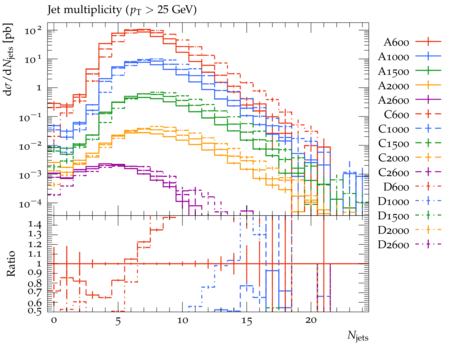 Jet multiplicity (pT > 25 GeV)
dσ/dNjets [pb]
10²
10¹
1
10⁻¹
10⁻²
10⁻³
10⁻⁴
A600
A1000
A1500
A2000
A2600
C600
C1000
C1500
C2000
C2600
D600
D1000
D1500
D2000
D2600
Ratio
1.4
1.3
1.2
1.1
1
0.9
0.8
0.7
0.6
0.5
0 5 10 15 20
Njets